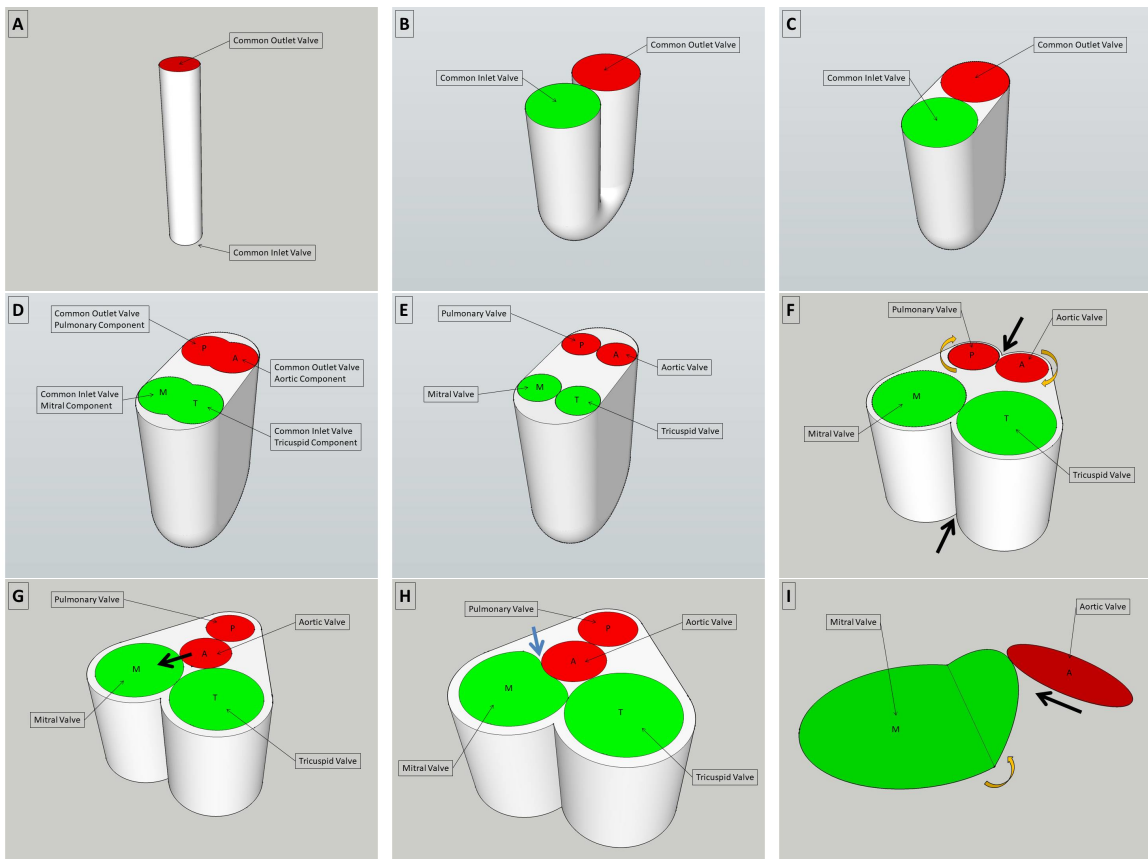 A
Common Outlet Valve
Common Inlet Valve
B
Common Outlet Valve
Common Inlet Valve
C
Common Outlet Valve
Common Inlet Valve
D
Common Outlet Valve
Pulmonary Component
P
A
Common Outlet Valve
Aortic Component
Common Inlet Valve
Mitral Component
M
T
Common Inlet Valve
Tricuspid Component
E
Pulmonary Valve
P
A
Aortic Valve
Mitral Valve
M
T
Tricuspid Valve
F
Pulmonary Valve
Aortic Valve
P
A
M
T
Mitral Valve
Tricuspid Valve
G
Pulmonary Valve
P
Aortic Valve
A
M
T
Mitral Valve
Tricuspid Valve
H
Pulmonary Valve
P
Aortic Valve
A
M
T
Mitral Valve
Tricuspid Valve
I
Aortic Valve
Mitral Valve
A
M